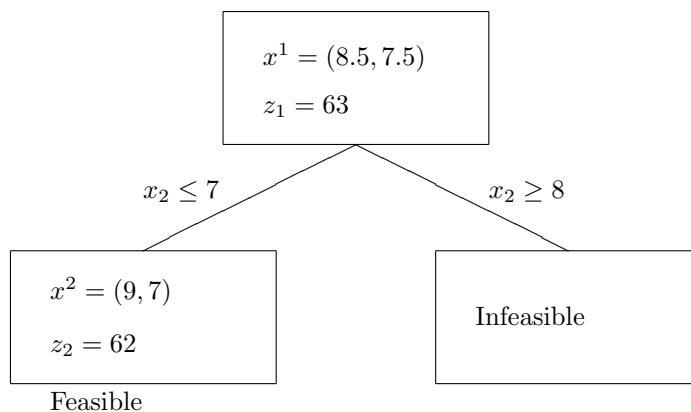 x^1 = (8.5, 7.5)
z_1 = 63
x_2 ≤ 7
x_2 ≥ 8
x^2 = (9, 7)
z_2 = 62
Infeasible
Feasible